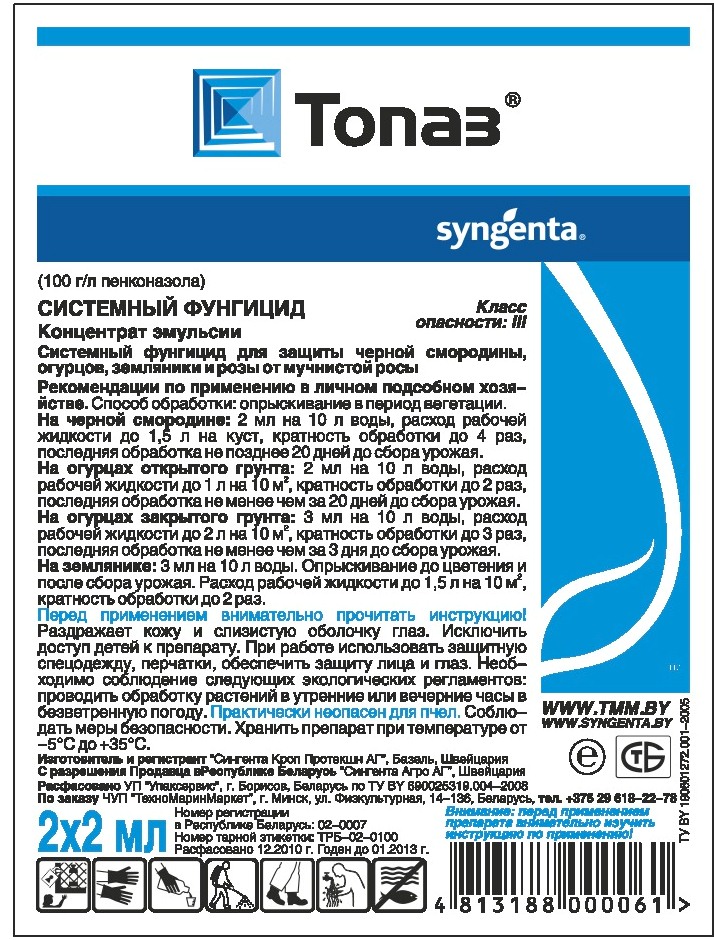 Топаз®
syngenta®
(100 г/л пенконазола)
СИСТЕМНЫЙ ФУНГИЦИД
Концентрат эмульсии
Класс
опасности: III
Системный фунгицид для защиты черной смородины,
огурцов, земляники и розы от мучнистой росы
Рекомендации по применению в личном подсобном хозя-
йстве. Способ обработки: опрыскивание в период вегетации.
На черной смородине: 2 мл на 10 л воды, расход рабочей
жидкости до 1,5 л на куст, кратность обработки до 4 раз,
последняя обработка не позднее 20 дней до сбора урожая.
На огурцах открытого грунта: 2 мл на 10 л воды, расход
рабочей жидкости до 1 л на 10 м², кратность обработки до 2 раз,
последняя обработка не менее чем за 20 дней до сбора урожая.
На огурцах закрытого грунта: 3 мл на 10 л воды, расход
рабочей жидкости до 2 л на 10 м², кратность обработки до 3 раз,
последняя обработка не менее чем за 3 дня до сбора урожая.
На землянике: 3 мл на 10 л воды. Опрыскивание до цветения и
после сбора урожая. Расход рабочей жидкости до 1,5 л на 10 м²,
кратность обработки до 2 раз.
Перед применением внимательно прочитать инструкцию!
Раздражает кожу и слизистую оболочку глаз. Исключить
доступ детей к препарату. При работе использовать защитную
спецодежду, перчатки, обеспечить защиту лица и глаз. Необ-
ходимо соблюдение следующих экологических регламентов:
проводить обработку растений в утренние или вечерние часы в
безветренную погоду. Практически неопасен для пчел. Соблю-
дать меры безопасности. Хранить препарат при температуре от
–5°С до +35°С.
Изготовитель и регистрант "Сингента Кроп Протекшн АГ", Базель, Швейцария
С разрешения Продавца вРеспублике Беларусь "Сингента Агро АГ", Швейцария
Расфасовано УП "Упаксервис", г. Борисов, Беларусь по ТУ BY 690025319.004–2008
По заказу ЧУП "ТехноМаринМаркет", г. Минск, ул. Физкультурная, 14–136, Беларусь, тел. +375 29 618–22–78
WWW.TMM.BY
WWW.SYNGENTA.BY
e
СТБ
ТУ BY 190601272.001–2005
2х2 мл
Номер регистрации
в Республике Беларусь: 02–0007
Номер тарной этикетки: ТРБ–02–0100
Расфасовано 12.2010 г. Годен до 01.2013 г.
Внимание: перед применением
препарата внимательно изучить
инструкцию по применению!
4 813188 000061 >